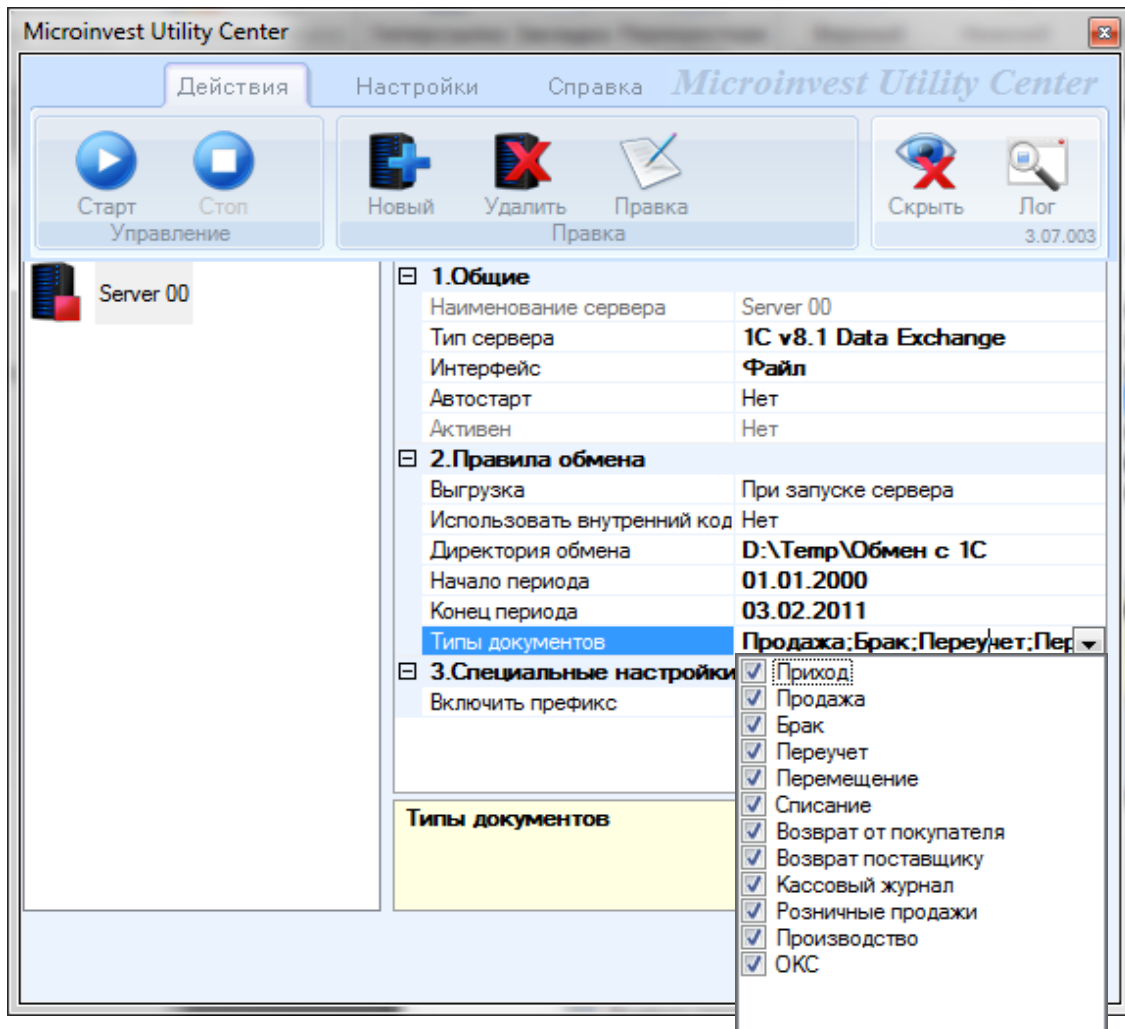 Microinvest Utility Center
Действия Настройки Справка Microinvest Utility Center
Старт Стоп Новый Удалить Правка Скрыть Лог
Управление Правка 3.07.003
Server 00
1.Общие
Наименование сервера Server 00
Тип сервера 1C v8.1 Data Exchange
Интерфейс Файл
Автостарт Нет
Активен Нет
2.Правила обмена
Выгрузка При запуске сервера
Использовать внутренний код Нет
Директория обмена D:\Temp\Обмен с 1С
Начало периода 01.01.2000
Конец периода 03.02.2011
Типы документов Продажа;Брак;Переучет;Пер
3.Специальные настройки
Включить префикс
Приход
Продажа
Брак
Переучет
Перемещение
Списание
Возврат от покупателя
Возврат поставщику
Кассовый журнал
Розничные продажи
Производство
ОКС
Типы документов